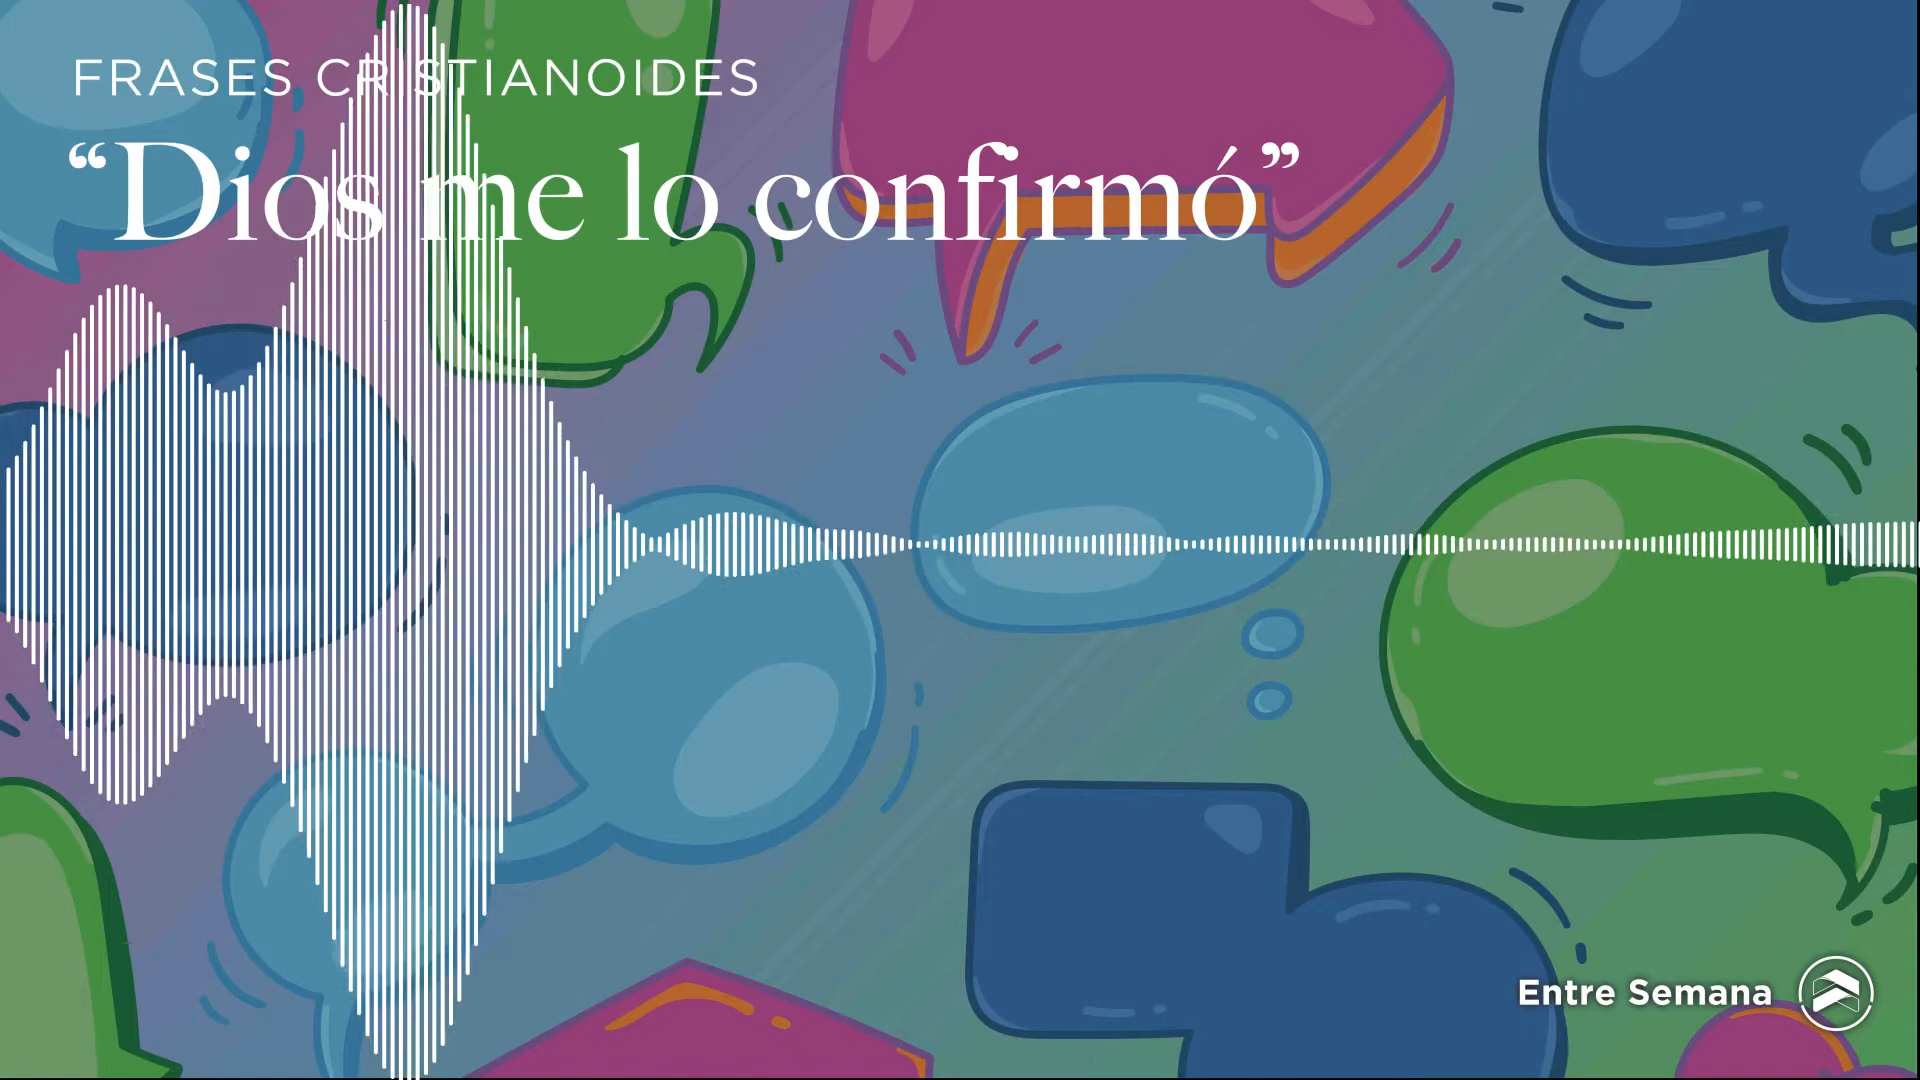 FRASES CRISTIANOIDES
“Dios me lo confirmó”
Entre Semana